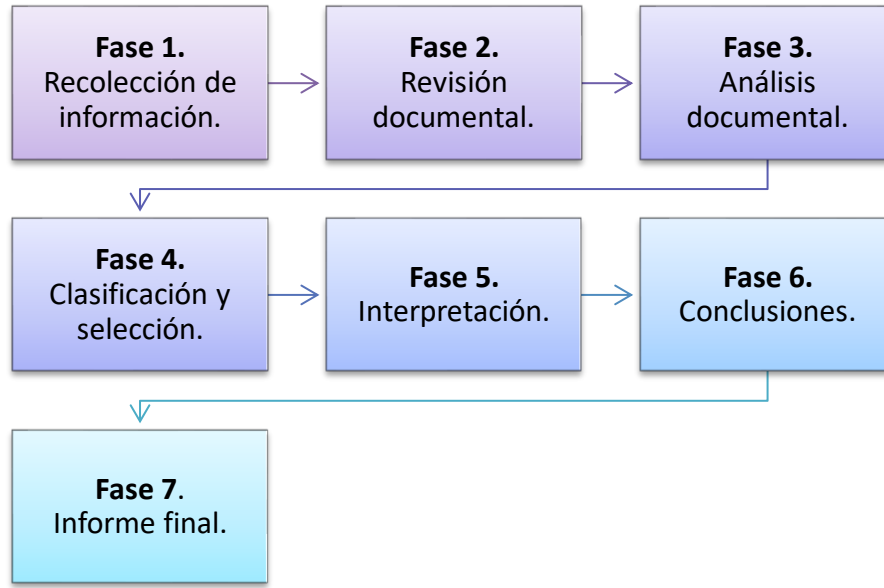 Fase 1.
Recolección de
información.
Fase 2.
Revisión
documental.
Fase 3.
Análisis
documental.
Fase 4.
Clasificación y
selección.
Fase 5.
Interpretación.
Fase 6.
Conclusiones.
Fase 7.
Informe final.